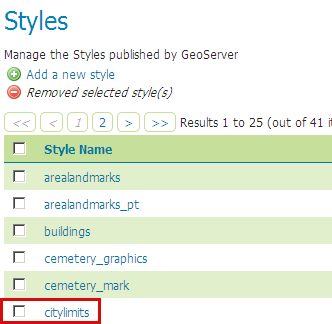 Styles
Manage the Styles published by GeoServer
Add a new style
Removed selected style(s)
<< < 1 2 > >> Results 1 to 25 (out of 41
Style Name
arealandmarks
arealandmarks_pt
buildings
cemetery_graphics
cemetery_mark
citylimits